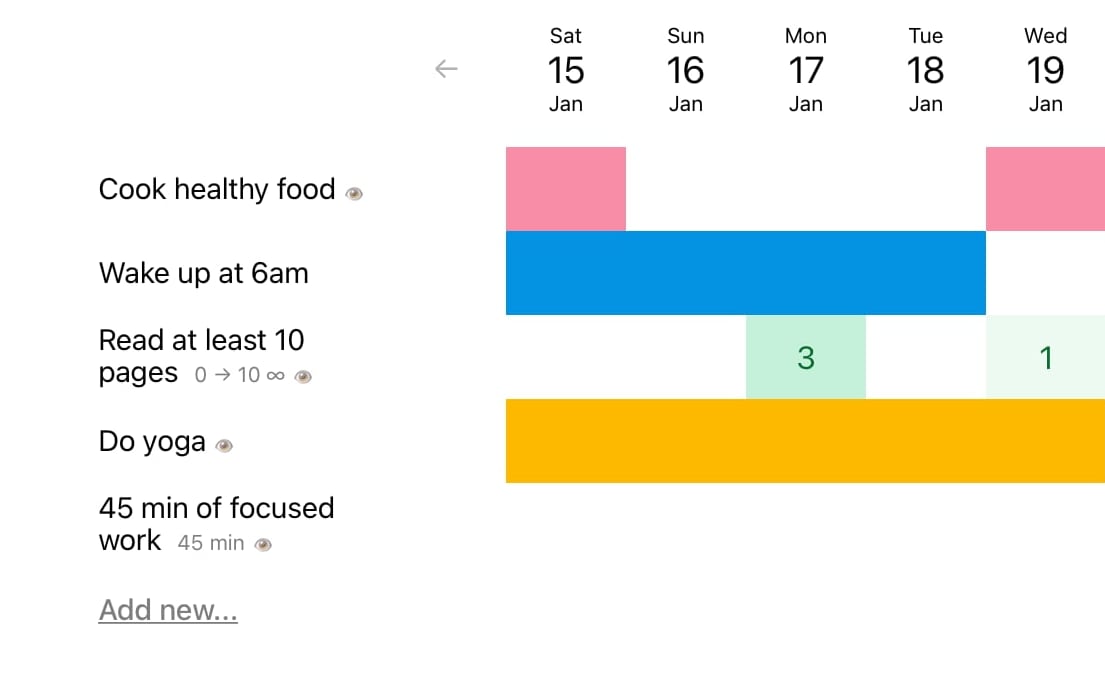 Sat Sun Mon Tue Wed
← 15 16 17 18 19
Jan Jan Jan Jan Jan
Cook healthy food 👁
Wake up at 6am
Read at least 10
pages 0 → 10 ∞ 👁
3 1
Do yoga 👁
45 min of focused
work 45 min 👁
Add new...